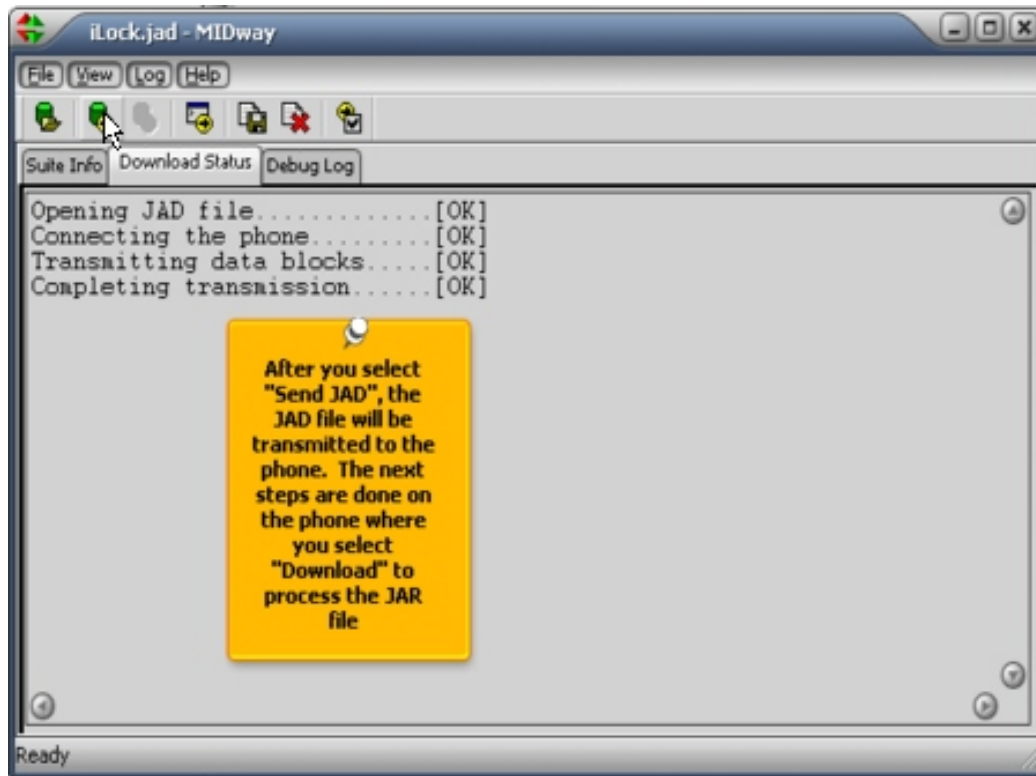 iLock.jad - MIDway
File View Log Help
Suite Info Download Status Debug Log
Opening JAD file.............[OK]
Connecting the phone.........[OK]
Transmitting data blocks.....[OK]
Completing transmission......[OK]
After you select
"Send JAD", the
JAD file will be
transmitted to the
phone. The next
steps are done on
the phone where
you select
"Download" to
process the JAR
file
Ready